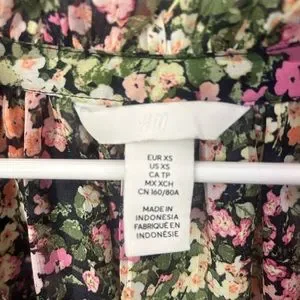 H&M
EUR XS
US XS
CA TP
MX XCH
CN 160/80A
MADE IN
INDONESIA
FABRIQUÉ EN
INDONÉSIE